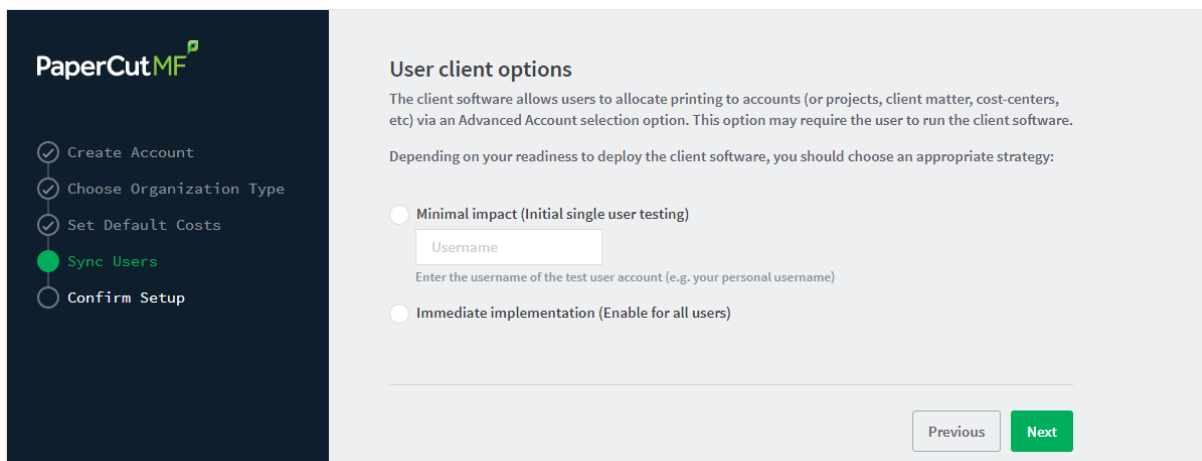 PaperCutMF
Create Account
Choose Organization Type
Set Default Costs
Sync Users
Confirm Setup
User client options
The client software allows users to allocate printing to accounts (or projects, client matter, cost-centers,
etc) via an Advanced Account selection option. This option may require the user to run the client software.
Depending on your readiness to deploy the client software, you should choose an appropriate strategy:
Minimal impact (Initial single user testing)
Username
Enter the username of the test user account (e.g. your personal username)
Immediate implementation (Enable for all users)
Previous
Next